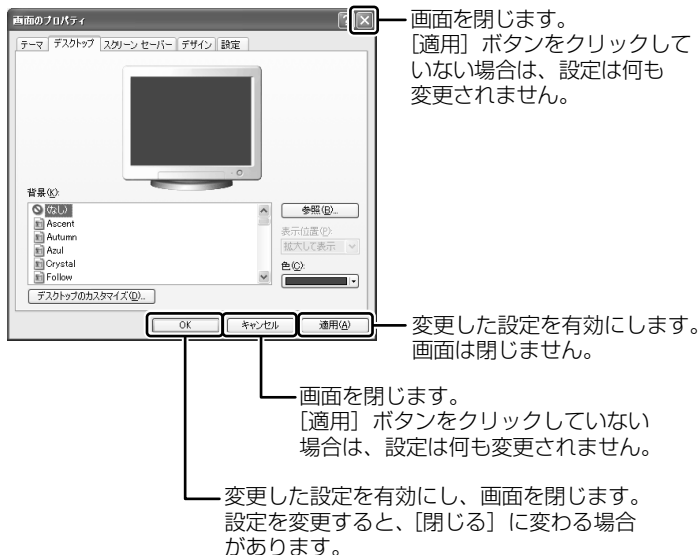 画面のプロパティ
?
テーマ デスクトップ スクリーン セーバー デザイン 設定
画面を閉じます。
［適用］ボタンをクリックして
いない場合は、設定は何も
変更されません。
背景(K):
(なし)
Ascent
Autumn
Azul
Crystal
Follow
参照(B)...
表示位置(P):
拡大して表示
色(C):
デスクトップのカスタマイズ(D)...
OK キャンセル 適用(A)
変更した設定を有効にします。
画面は閉じません。
画面を閉じます。
［適用］ボタンをクリックしていない
場合は、設定は何も変更されません。
変更した設定を有効にし、画面を閉じます。
設定を変更すると、［閉じる］に変わる場合
があります。